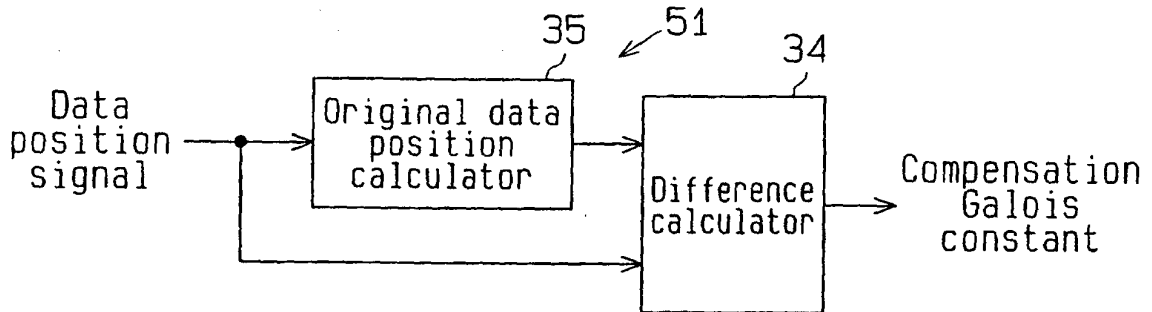 35
51
34
Data
position
signal
Original data
position
calculator
Difference
calculator
Compensation
Galois
constant